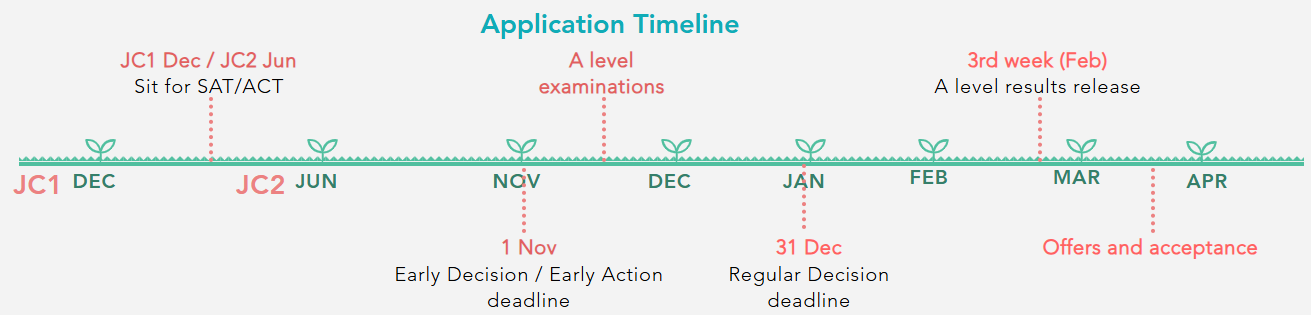 Application Timeline
JC1 Dec / JC2 Jun
Sit for SAT/ACT
A level
examinations
3rd week (Feb)
A level results release
JC1 DEC
JC2 JUN
NOV
DEC
JAN
FEB
MAR
APR
1 Nov
Early Decision / Early Action
deadline
31 Dec
Regular Decision
deadline
Offers and acceptance